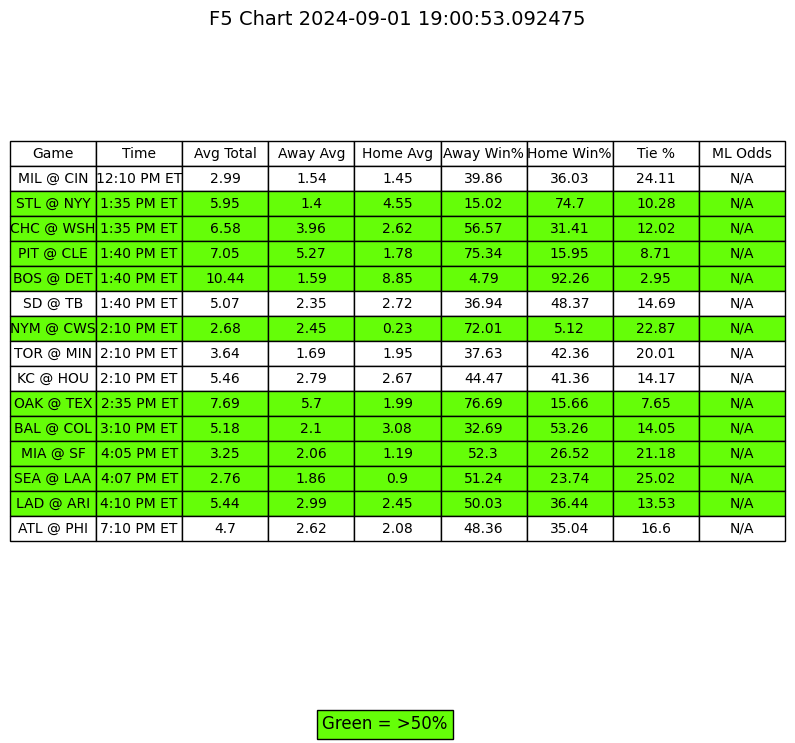 F5 Chart 2024-09-01 19:00:53.092475
Game Time Avg Total Away Avg Home Avg Away Win% Home Win% Tie % ML Odds
MIL @ CIN 12:10 PM ET 2.99 1.54 1.45 39.86 36.03 24.11 N/A
STL @ NYY 1:35 PM ET 5.95 1.4 4.55 15.02 74.7 10.28 N/A
CHC @ WSH 1:35 PM ET 6.58 3.96 2.62 56.57 31.41 12.02 N/A
PIT @ CLE 1:40 PM ET 7.05 5.27 1.78 75.34 15.95 8.71 N/A
BOS @ DET 1:40 PM ET 10.44 1.59 8.85 4.79 92.26 2.95 N/A
SD @ TB 1:40 PM ET 5.07 2.35 2.72 36.94 48.37 14.69 N/A
NYM @ CWS 2:10 PM ET 2.68 2.45 0.23 72.01 5.12 22.87 N/A
TOR @ MIN 2:10 PM ET 3.64 1.69 1.95 37.63 42.36 20.01 N/A
KC @ HOU 2:10 PM ET 5.46 2.79 2.67 44.47 41.36 14.17 N/A
OAK @ TEX 2:35 PM ET 7.69 5.7 1.99 76.69 15.66 7.65 N/A
BAL @ COL 3:10 PM ET 5.18 2.1 3.08 32.69 53.26 14.05 N/A
MIA @ SF 4:05 PM ET 3.25 2.06 1.19 52.3 26.52 21.18 N/A
SEA @ LAA 4:07 PM ET 2.76 1.86 0.9 51.24 23.74 25.02 N/A
LAD @ ARI 4:10 PM ET 5.44 2.99 2.45 50.03 36.44 13.53 N/A
ATL @ PHI 7:10 PM ET 4.7 2.62 2.08 48.36 35.04 16.6 N/A
Green = >50%